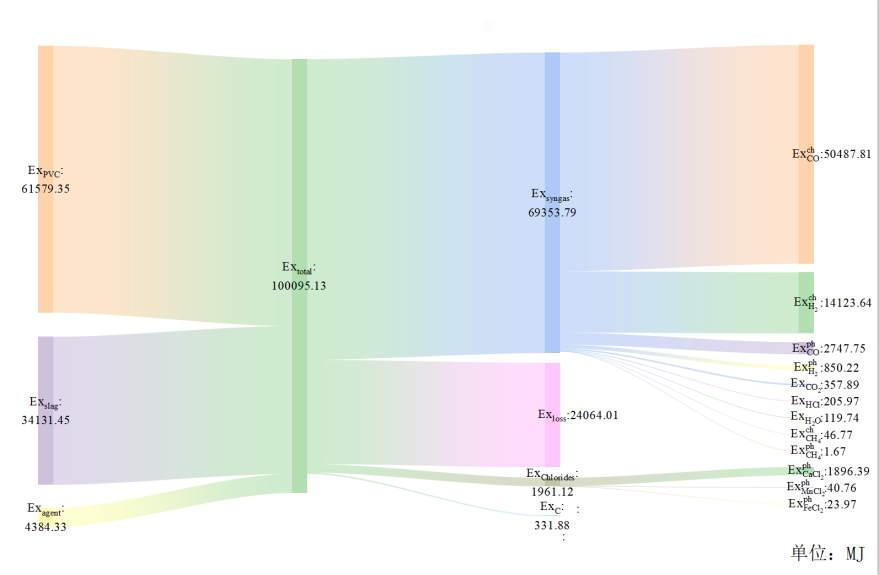 Ex_PVC:
61579.35
Ex_slag:
34131.45
Ex_agent:
4384.33
Ex_total:
100095.13
Ex_syngas:
69353.79
Ex_loss:24064.01
Ex_Chlorides:
1961.12
Ex_C: :
331.88
:
Ex^ch_CO:50487.81
Ex^ch_H₂:14123.64
Ex^ph_CO:2747.75
Ex^ph_H₂:850.22
Ex_CO₂:357.89
Ex_HCl:205.97
Ex_H₂O:119.74
Ex^ch_CH₄:46.77
Ex^ph_CH₄:1.67
Ex^ph_CaCl₂:1896.39
Ex^ph_MnCl₂:40.76
Ex^ph_FeCl₂:23.97
单位：MJ